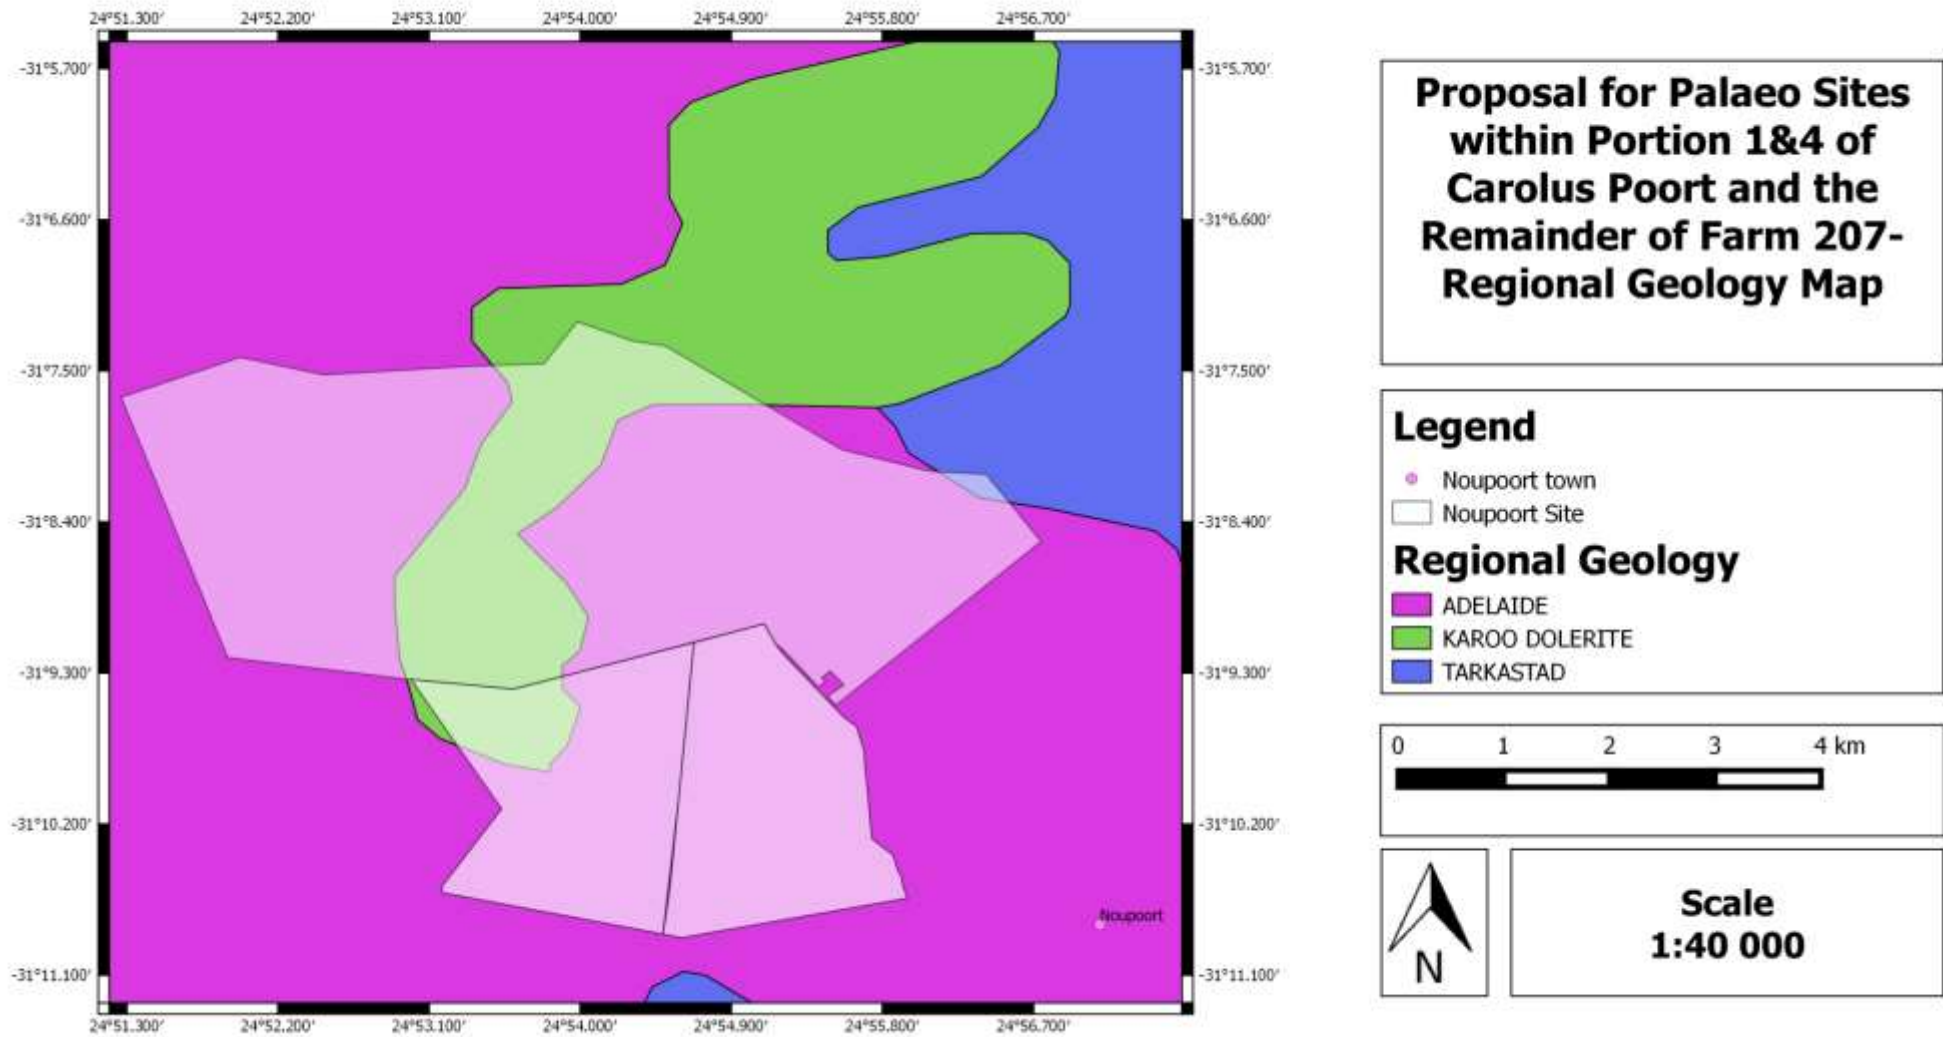 24°51.300' 24°52.200' 24°53.100' 24°54.000' 24°54.900' 24°55.800' 24°56.700'
-31°5.700' -31°5.700'
-31°6.600' -31°6.600'
-31°7.500' -31°7.500'
-31°8.400' -31°8.400'
-31°9.300' -31°9.300'
-31°10.200' -31°10.200'
Noupoort
-31°11.100' -31°11.100'
24°51.300' 24°52.200' 24°53.100' 24°54.000' 24°54.900' 24°55.800' 24°56.700'
Proposal for Palaeo Sites
within Portion 1&4 of
Carolus Poort and the
Remainder of Farm 207-
Regional Geology Map
Legend
Noupoort town
Noupoort Site
Regional Geology
ADELAIDE
KAROO DOLERITE
TARKASTAD
0 1 2 3 4 km
N
Scale
1:40 000